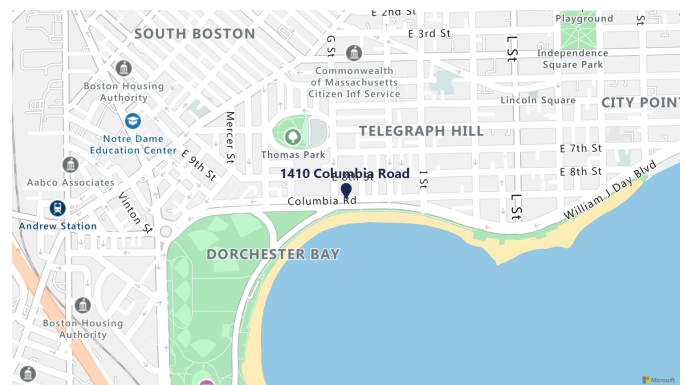 E 2nd St
Playground
SOUTH BOSTON
G St
E 3rd St
L St
Independence
Square Park
Commonwealth
of Massachusetts
Citizen Inf Service
Boston Housing
Authority
Lincoln Square
CITY POINT
Mercer St
Notre Dame
Education Center
TELEGRAPH HILL
E 7th St
Thomas Park
E 9th St
1410 Columbia Road
E 8th St
I St
E 8th St
Aabco Associates
William J Day Blvd
Columbia Rd
L St
Vinton St
Andrew Station
DORCHESTER BAY
Boston Housing
Authority
Microsoft